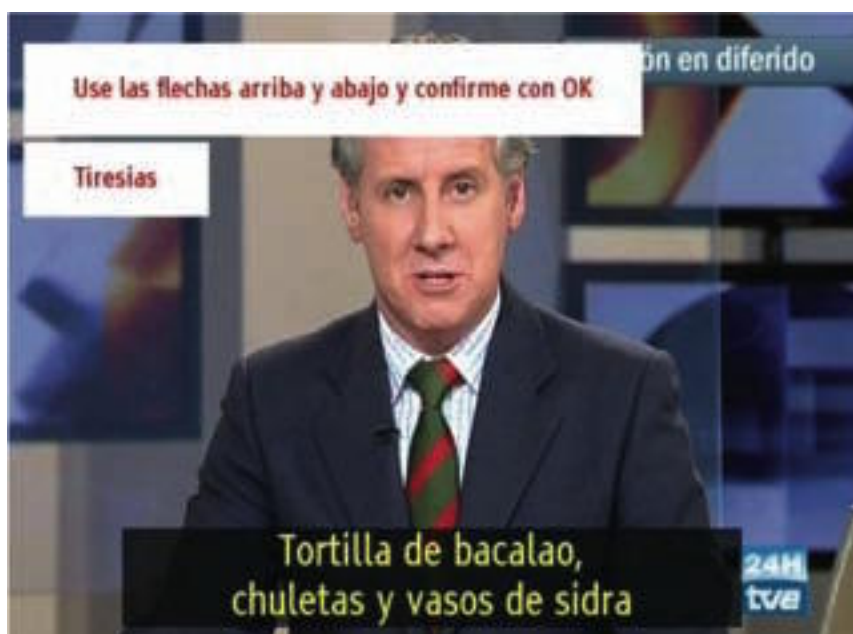 ón en diferido
Use las flechas arriba y abajo y confirme con OK
Tiresias
Tortilla de bacalao,
chuletas y vasos de sidra
24H
tve